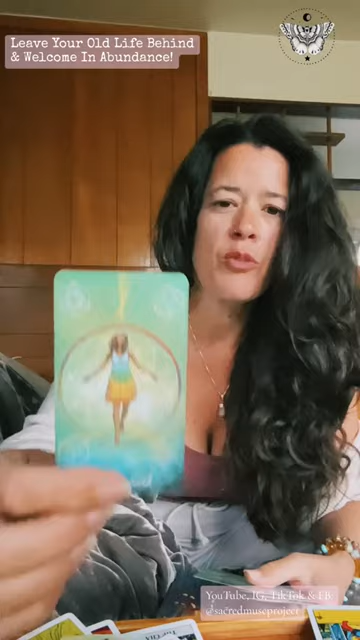 Leave Your Old Life Behind
& Welcome In Abundance!
YouTube, IG, TikTok & FB:
@sacredmuseproject